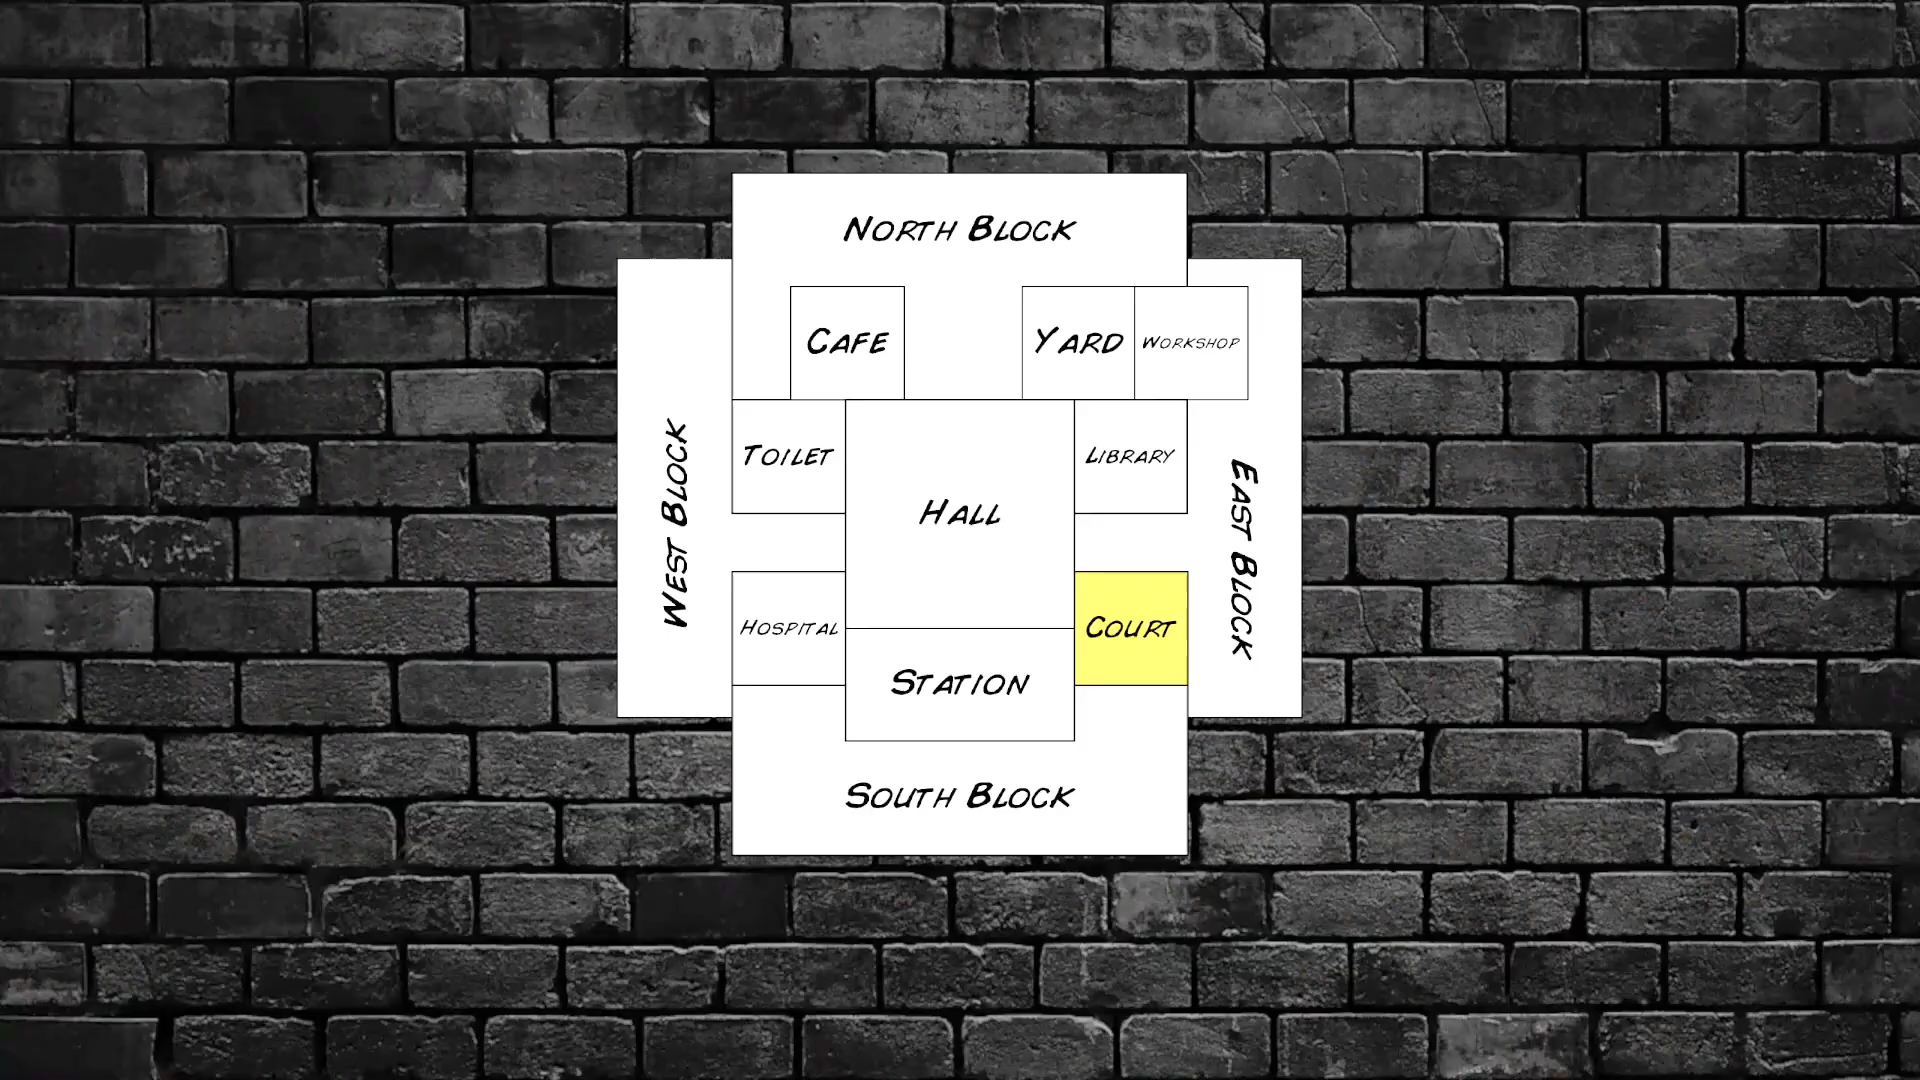 North Block
Cafe
Yard
Workshop
Toilet
Library
West Block
Hall
East Block
Hospital
Court
Station
South Block